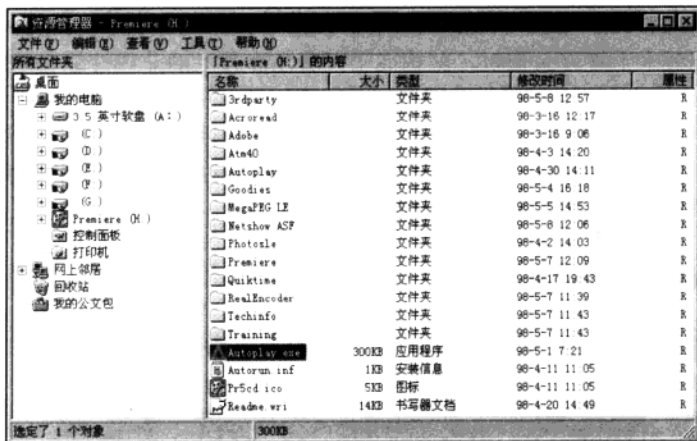 资源管理器 - Premiere (H:)
文件(F) 编辑(E) 查看(V) 工具(T) 帮助(H)
所有文件夹 「Premiere (H:)」的内容
桌面
我的电脑
3 5 英寸软盘 (A:)
(C:)
(D:)
(E:)
(F:)
(G:)
Premiere (H:)
控制面板
打印机
网上邻居
回收站
我的公文包
名称 大小 类型 修改时间 属性
3rdparty 文件夹 98-5-8 12 57 R
Acroread 文件夹 98-3-16 12 17 R
Adobe 文件夹 98-3-16 9 06 R
Atm40 文件夹 98-4-3 14:20 R
Autoplay 文件夹 98-4-30 14:11 R
Goodies 文件夹 98-5-4 16 18 R
MegaPEG LE 文件夹 98-5-5 14 53 R
Netshow ASF 文件夹 98-5-8 12 06 R
Photosle 文件夹 98-4-2 14 03 R
Premiere 文件夹 98-5-7 12 09 R
Quiktime 文件夹 98-4-17 19 43 R
RealEncoder 文件夹 98-5-7 11 39 R
Techinfo 文件夹 98-5-7 11 43 R
Training 文件夹 98-5-7 11 43 R
Autoplay exe 300KB 应用程序 98-5-1 7:21 R
Autorun.inf 1KB 安装信息 98-4-11 11 05 R
Pr5cd ico 5KB 图标 98-4-11 11:05 R
Readme wri 14KB 书写器文档 98-4-20 14 49 R
选定了 1 个对象 300KB